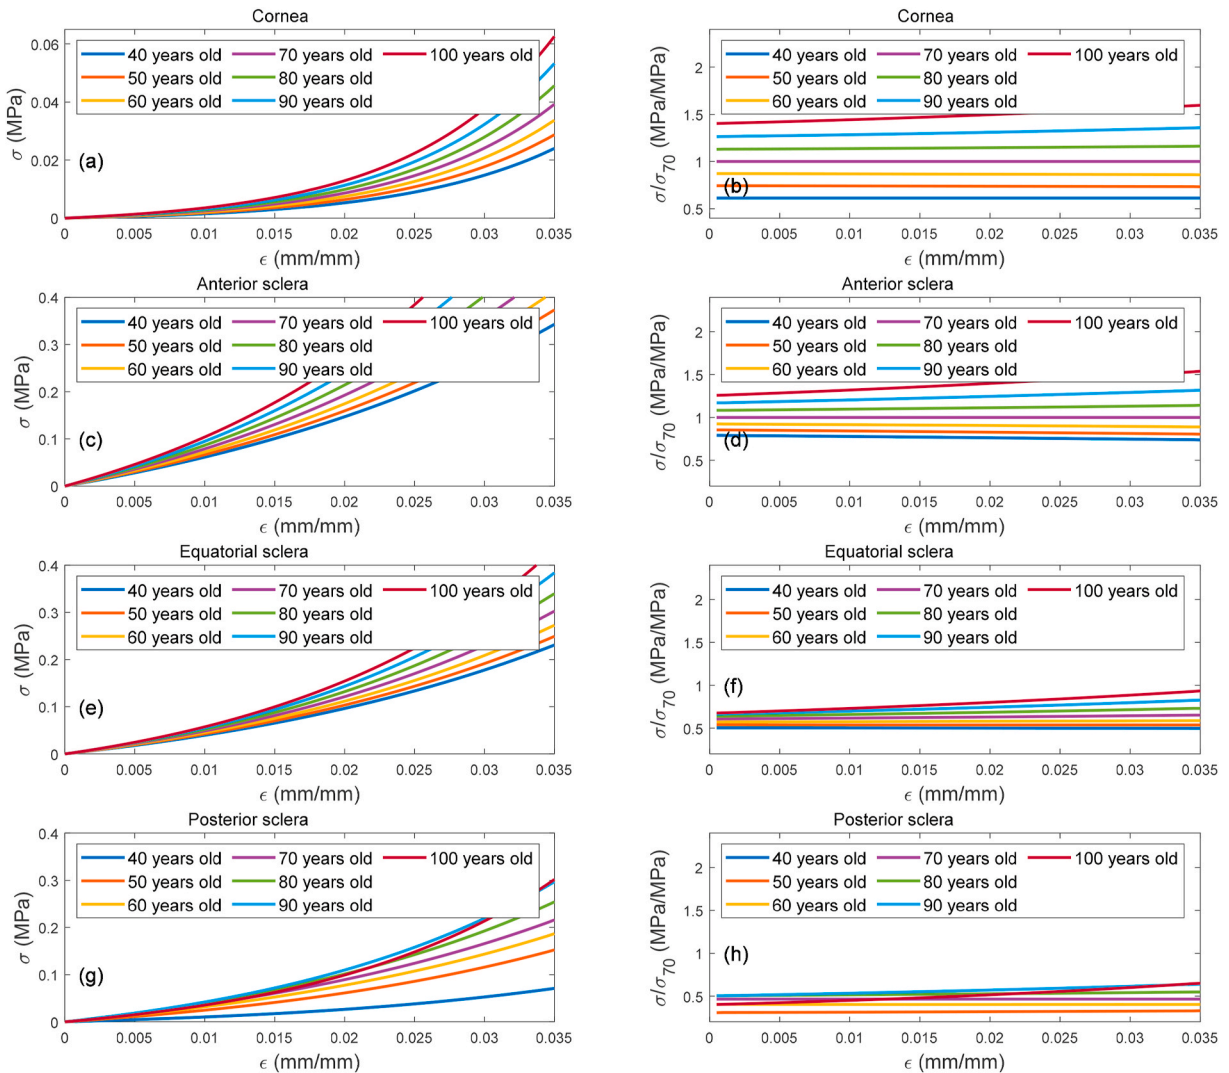 Cornea
0.06
0.04
0.02
0
σ (MPa)
40 years old 70 years old 100 years old
50 years old 80 years old
60 years old 90 years old
(a)
0 0.005 0.01 0.015 0.02 0.025 0.03 0.035
ϵ (mm/mm)
Cornea
2
1.5
1
0.5
σ/σ70 (MPa/MPa)
40 years old 70 years old 100 years old
50 years old 80 years old
60 years old 90 years old
(b)
0 0.005 0.01 0.015 0.02 0.025 0.03 0.035
ϵ (mm/mm)
Anterior sclera
0.4
0.3
0.2
0.1
0
σ (MPa)
40 years old 70 years old 100 years old
50 years old 80 years old
60 years old 90 years old
(c)
0 0.005 0.01 0.015 0.02 0.025 0.03 0.035
ϵ (mm/mm)
Anterior sclera
2
1.5
1
0.5
σ/σ70 (MPa/MPa)
40 years old 70 years old 100 years old
50 years old 80 years old
60 years old 90 years old
(d)
0 0.005 0.01 0.015 0.02 0.025 0.03 0.035
ϵ (mm/mm)
Equatorial sclera
0.4
0.3
0.2
0.1
0
σ (MPa)
40 years old 70 years old 100 years old
50 years old 80 years old
60 years old 90 years old
(e)
0 0.005 0.01 0.015 0.02 0.025 0.03 0.035
ϵ (mm/mm)
Equatorial sclera
2
1.5
1
0.5
σ/σ70 (MPa/MPa)
40 years old 70 years old 100 years old
50 years old 80 years old
60 years old 90 years old
(f)
0 0.005 0.01 0.015 0.02 0.025 0.03 0.035
ϵ (mm/mm)
Posterior sclera
0.4
0.3
0.2
0.1
0
σ (MPa)
40 years old 70 years old 100 years old
50 years old 80 years old
60 years old 90 years old
(g)
0 0.005 0.01 0.015 0.02 0.025 0.03 0.035
ϵ (mm/mm)
Posterior sclera
2
1.5
1
0.5
σ/σ70 (MPa/MPa)
40 years old 70 years old 100 years old
50 years old 80 years old
60 years old 90 years old
(h)
0 0.005 0.01 0.015 0.02 0.025 0.03 0.035
ϵ (mm/mm)